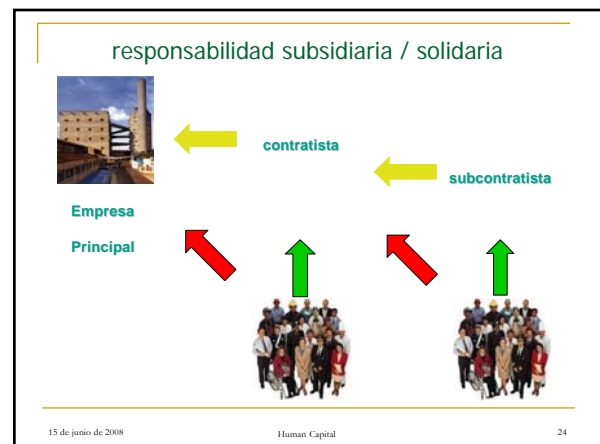 responsabilidad subsidiaria / solidaria
contratista
subcontratista
Empresa
Principal
15 de junio de 2008
Human Capital
24